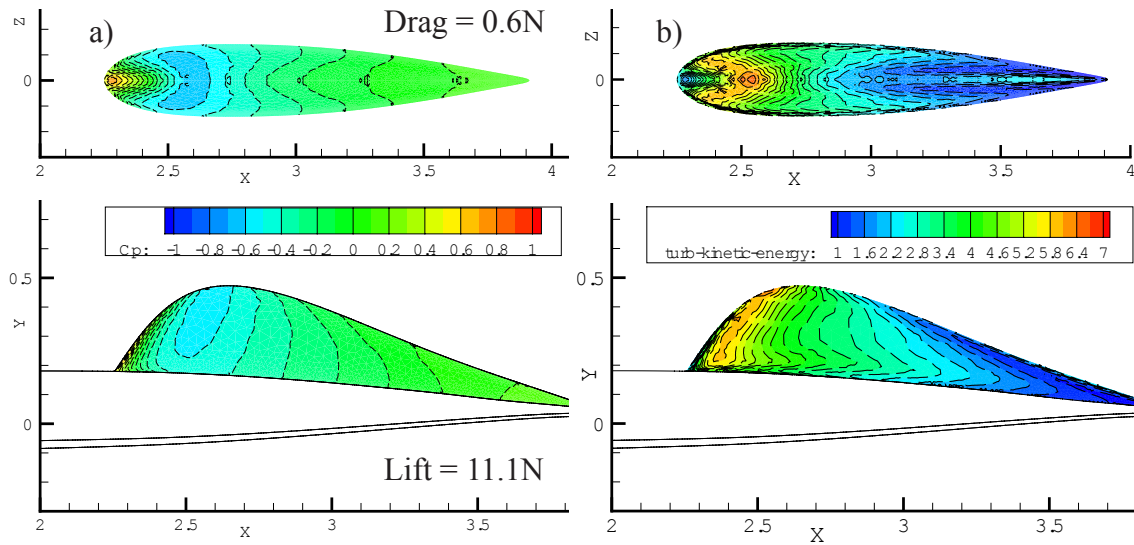 Z
a)
Drag = 0.6N
0
2 2.5 3 3.5 4
X
Z
b)
0
2 2.5 3 3.5 4
X
Cp: -1 -0.8 -0.6 -0.4 -0.2 0 0.2 0.4 0.6 0.8 1
0.5
Y
0
Lift = 11.1N
2 2.5 3 3.5
X
turb-kinetic-energy: 1 1.6 2.2 2.8 3.4 4 4.6 5.2 5.8 6.4 7
0.5
Y
0
2 2.5 3 3.5
X